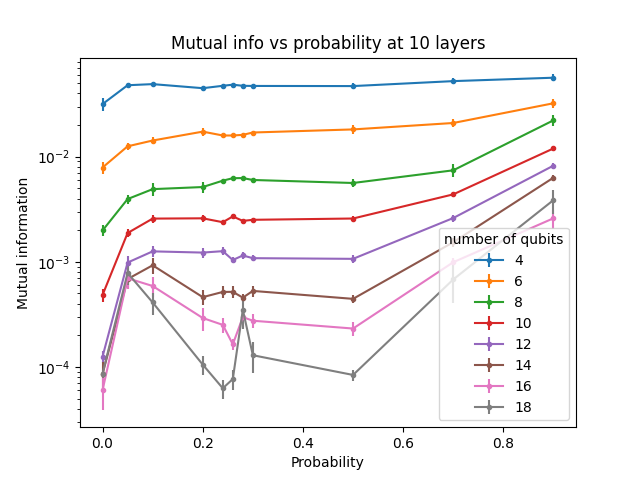 Mutual info vs probability at 10 layers
Mutual information
10⁻²
10⁻³
10⁻⁴
0.0 0.2 0.4 0.6 0.8
Probability
number of qubits
4
6
8
10
12
14
16
18